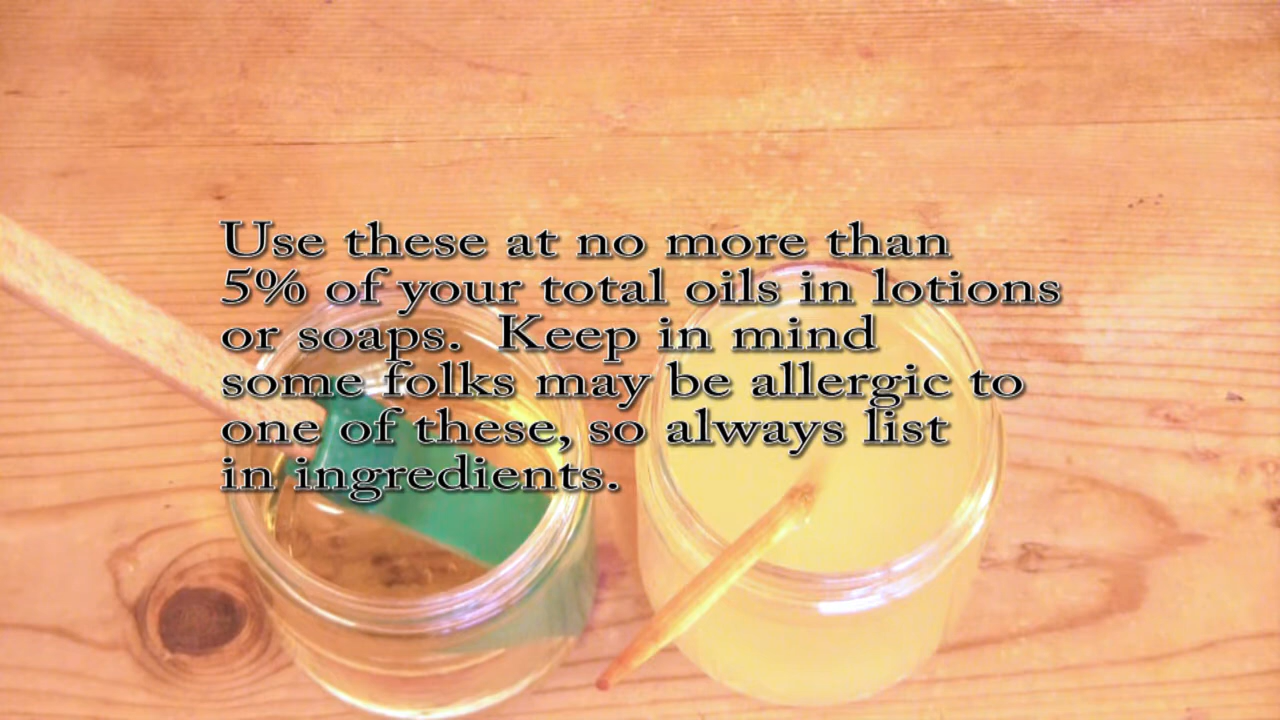 Use these at no more than
5% of your total oils in lotions
or soaps. Keep in mind
some folks may be allergic to
one of these, so always list
in ingredients.